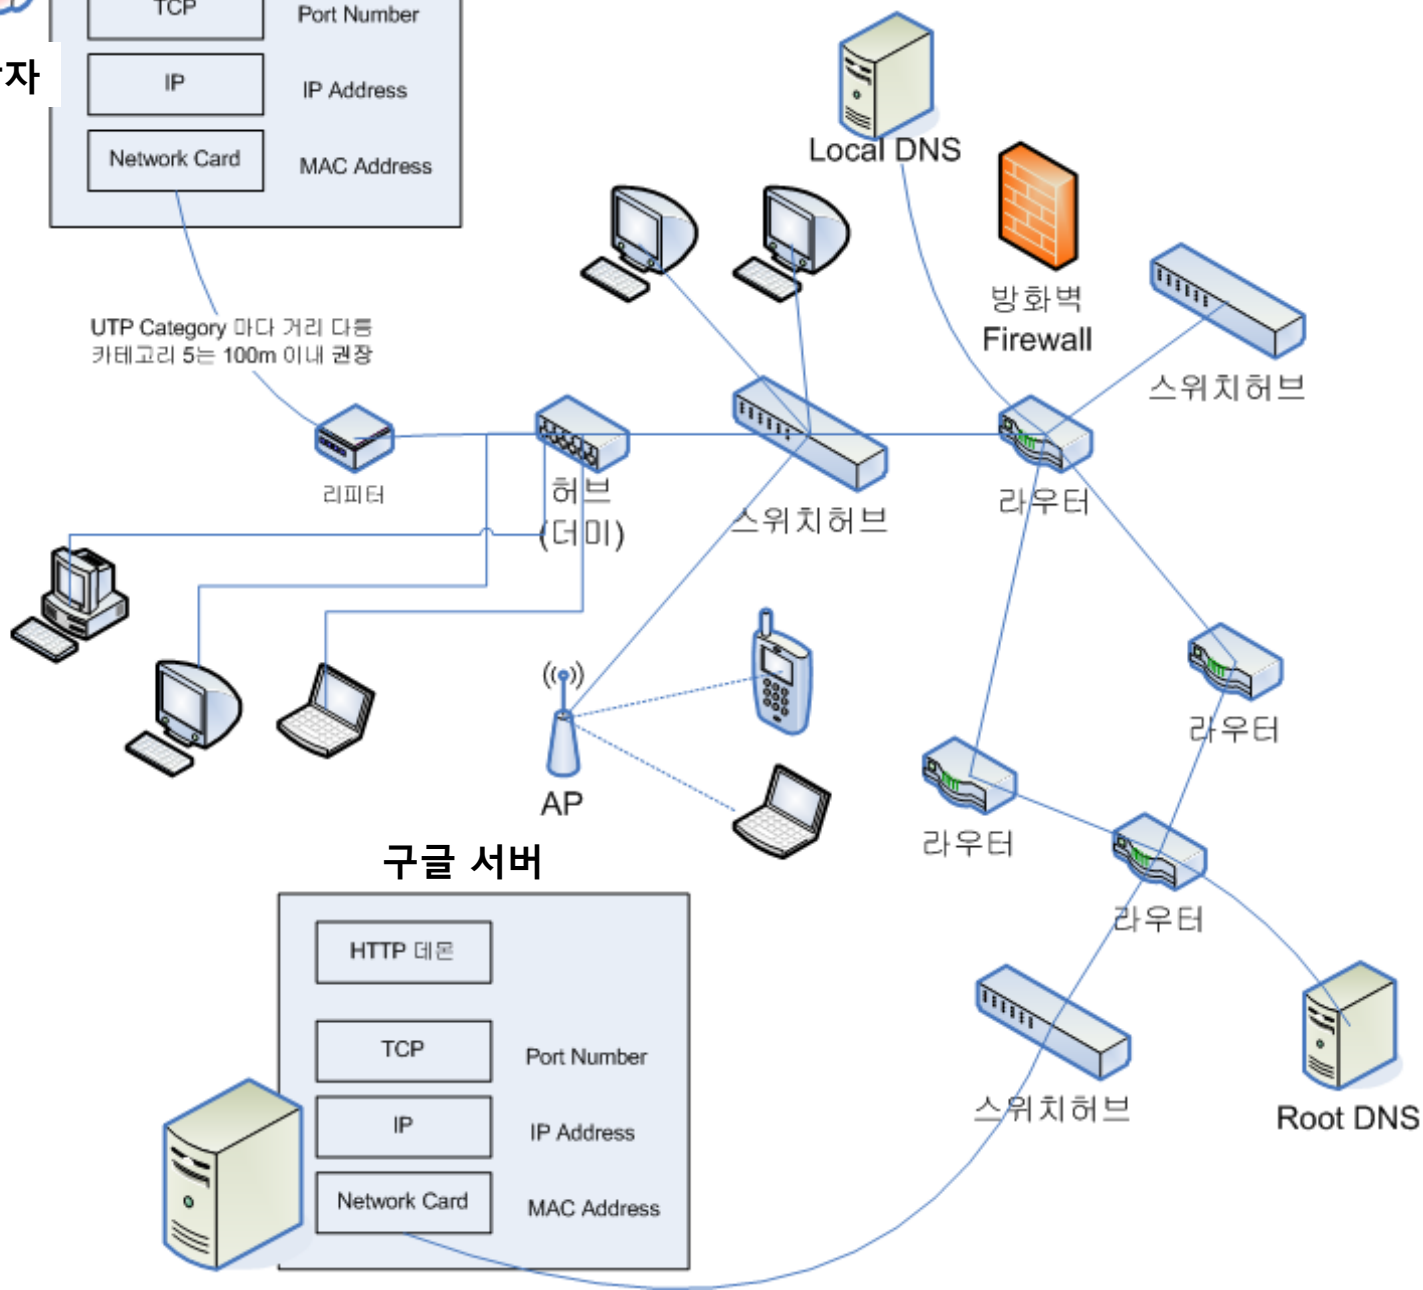 TCP
Port Number
자
IP
IP Address
Network Card
MAC Address
Local DNS
방화벽
Firewall
UTP Category 마다 거리 다름
카테고리 5는 100m 이내 권장
스위치허브
리피터
허브
(더미)
스위치허브
라우터
라우터
AP
라우터
구글 서버
라우터
HTTP 데몬
TCP
Port Number
IP
IP Address
Network Card
MAC Address
스위치허브
Root DNS